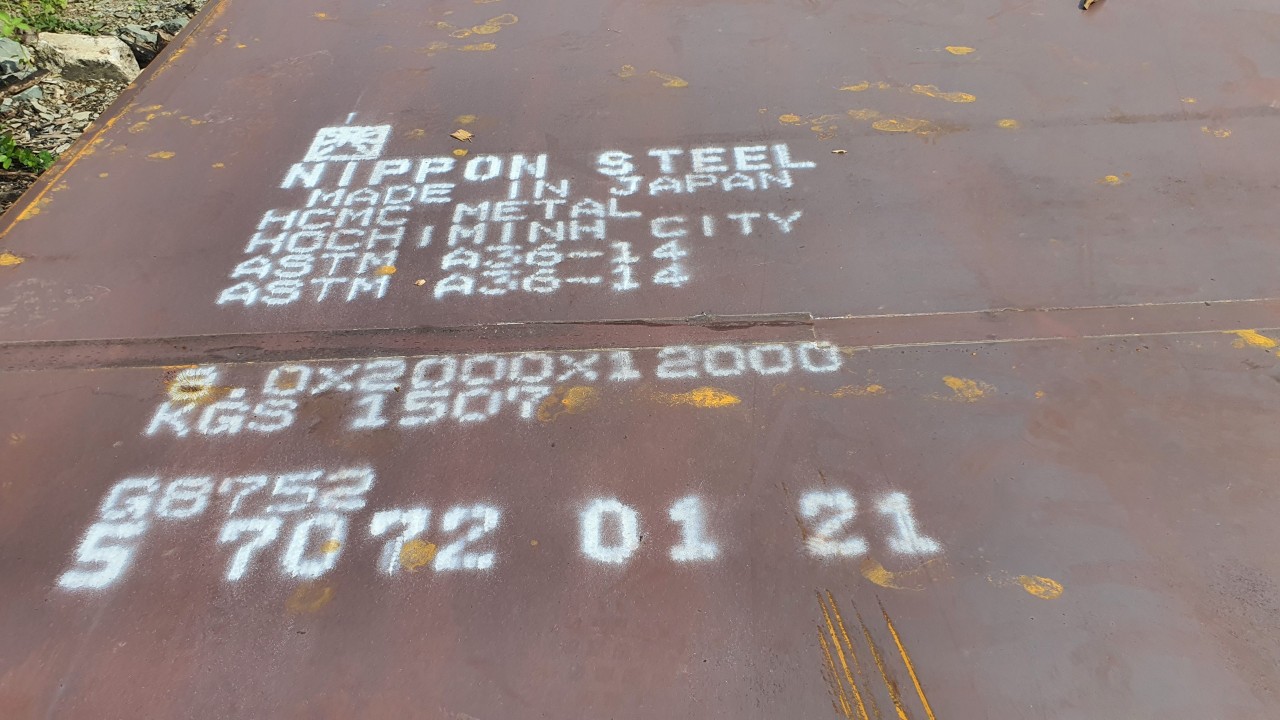 NIPPON STEEL
MADE IN JAPAN
HCMC METAL
HOCHIMINH CITY
ASTM A36-14
ASTM A36-14
8.0X2000X12000
KGS 1507
G8752
S 7072 01 21